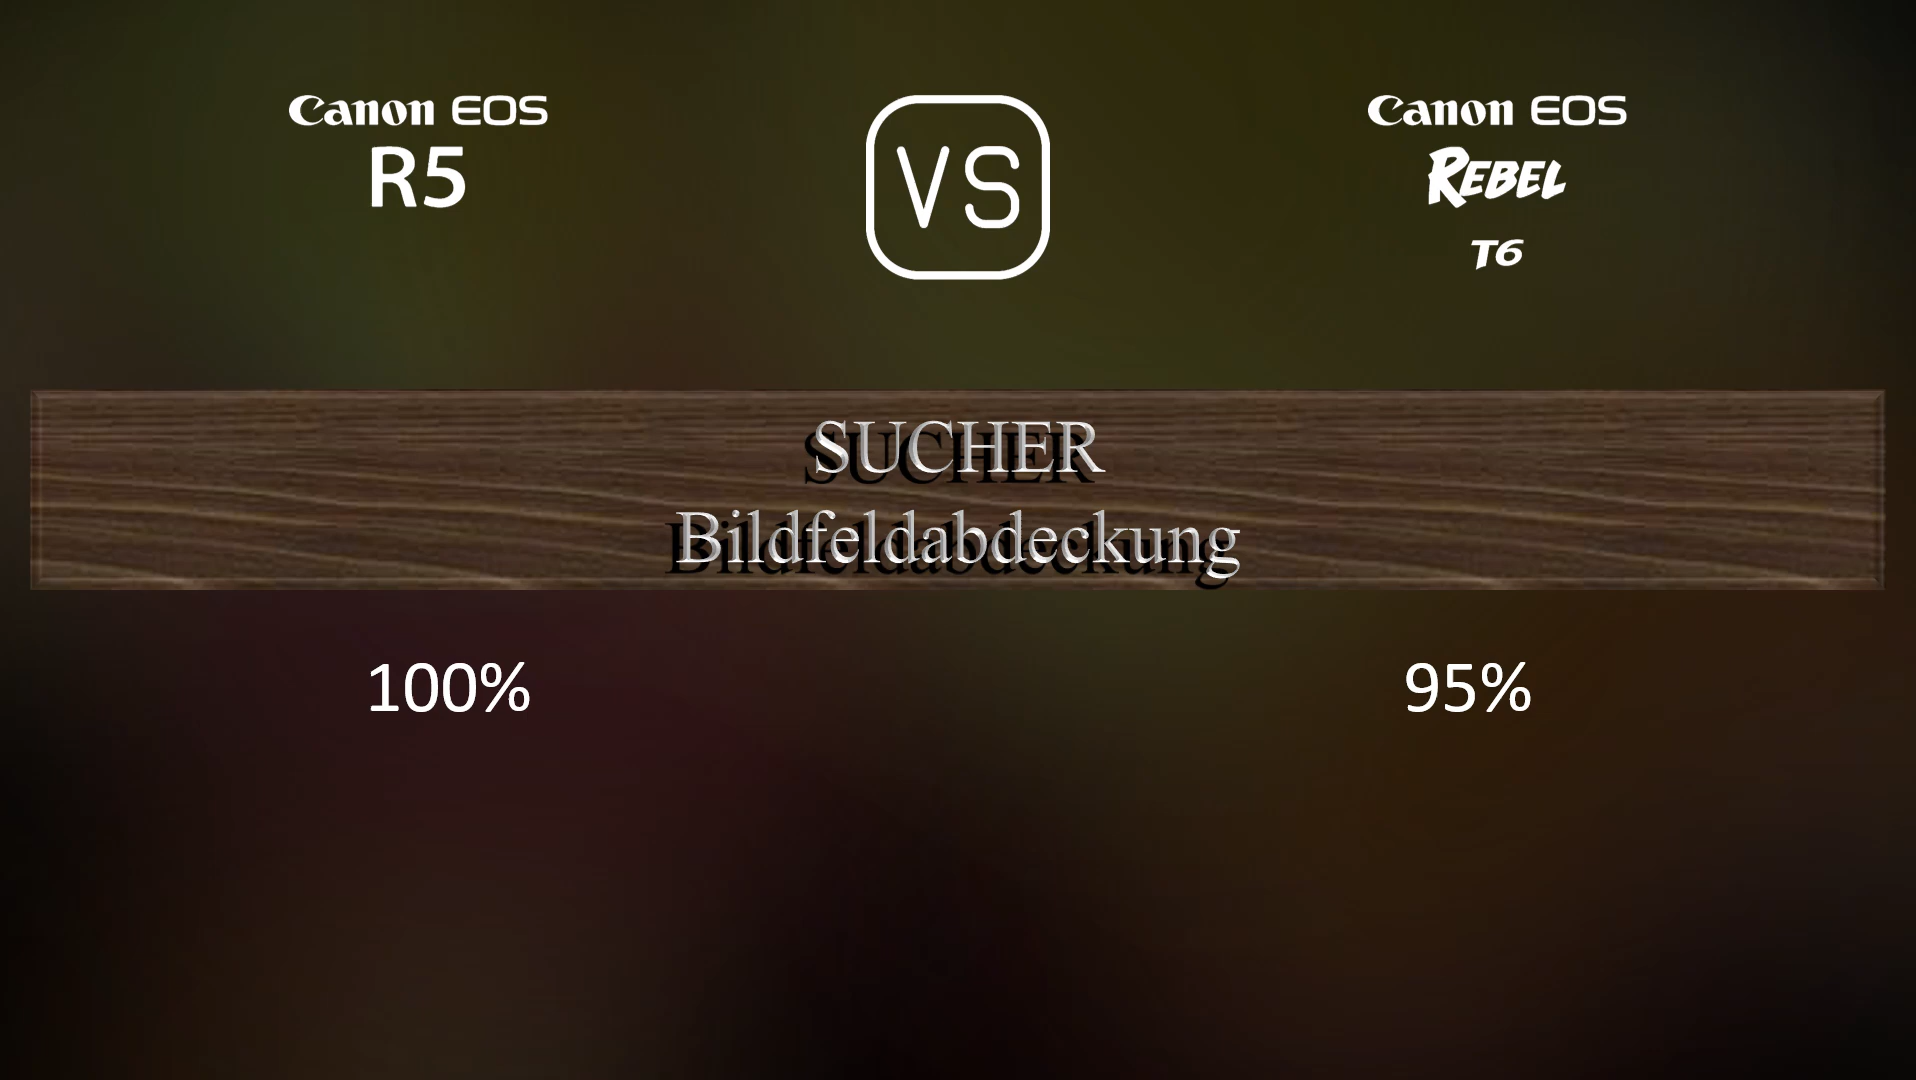 Canon EOS
R5
VS
Canon EOS
REBEL
T6
SUCHER
Bildfeldabdeckung
100%
95%